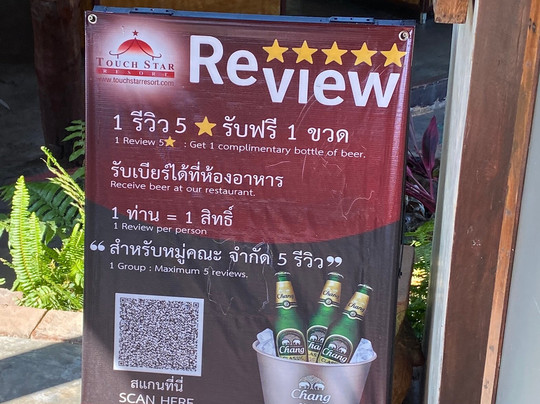 TOUCH STAR
RESORT
www.touchstarresort.com
Review
1 รีวิว 5 ⭐ รับฟรี 1 ขวด
1 Review 5⭐ : Get 1 complimentary bottle of beer.
รับเบียร์ได้ที่ห้องอาหาร
Receive beer at our restaurant.
1 ท่าน = 1 สิทธิ์
1 Review per person
“ สำหรับหมู่คณะ จำกัด 5 รีวิว ”
1 Group : Maximum 5 reviews.
สแกนที่นี่
SCAN HERE
Chang
Chang
CLASSIC
Chang